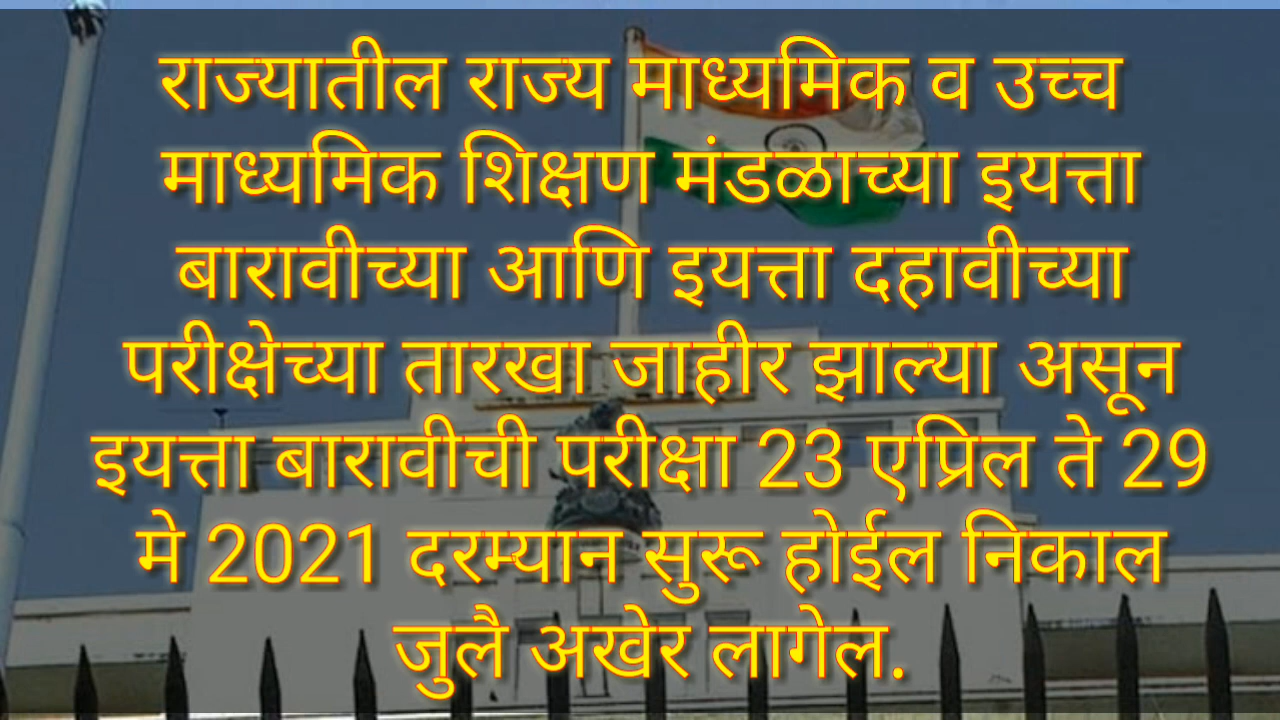 राज्यातील राज्य माध्यमिक व उच्च
माध्यमिक शिक्षण मंडळाच्या इयत्ता
बारावीच्या आणि इयत्ता दहावीच्या
परीक्षेच्या तारखा जाहीर झाल्या असून
इयत्ता बारावीची परीक्षा 23 एप्रिल ते 29
मे 2021 दरम्यान सुरू होईल निकाल
जुलै अखेर लागेल.